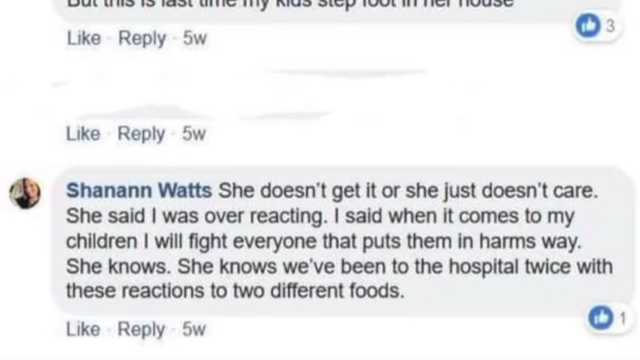 But this is last time my kids step foot in her house
3
Like · Reply · 5w
Like · Reply · 5w
Shanann Watts She doesn't get it or she just doesn't care.
She said I was over reacting. I said when it comes to my
children I will fight everyone that puts them in harms way.
She knows. She knows we've been to the hospital twice with
these reactions to two different foods.
1
Like · Reply · 5w